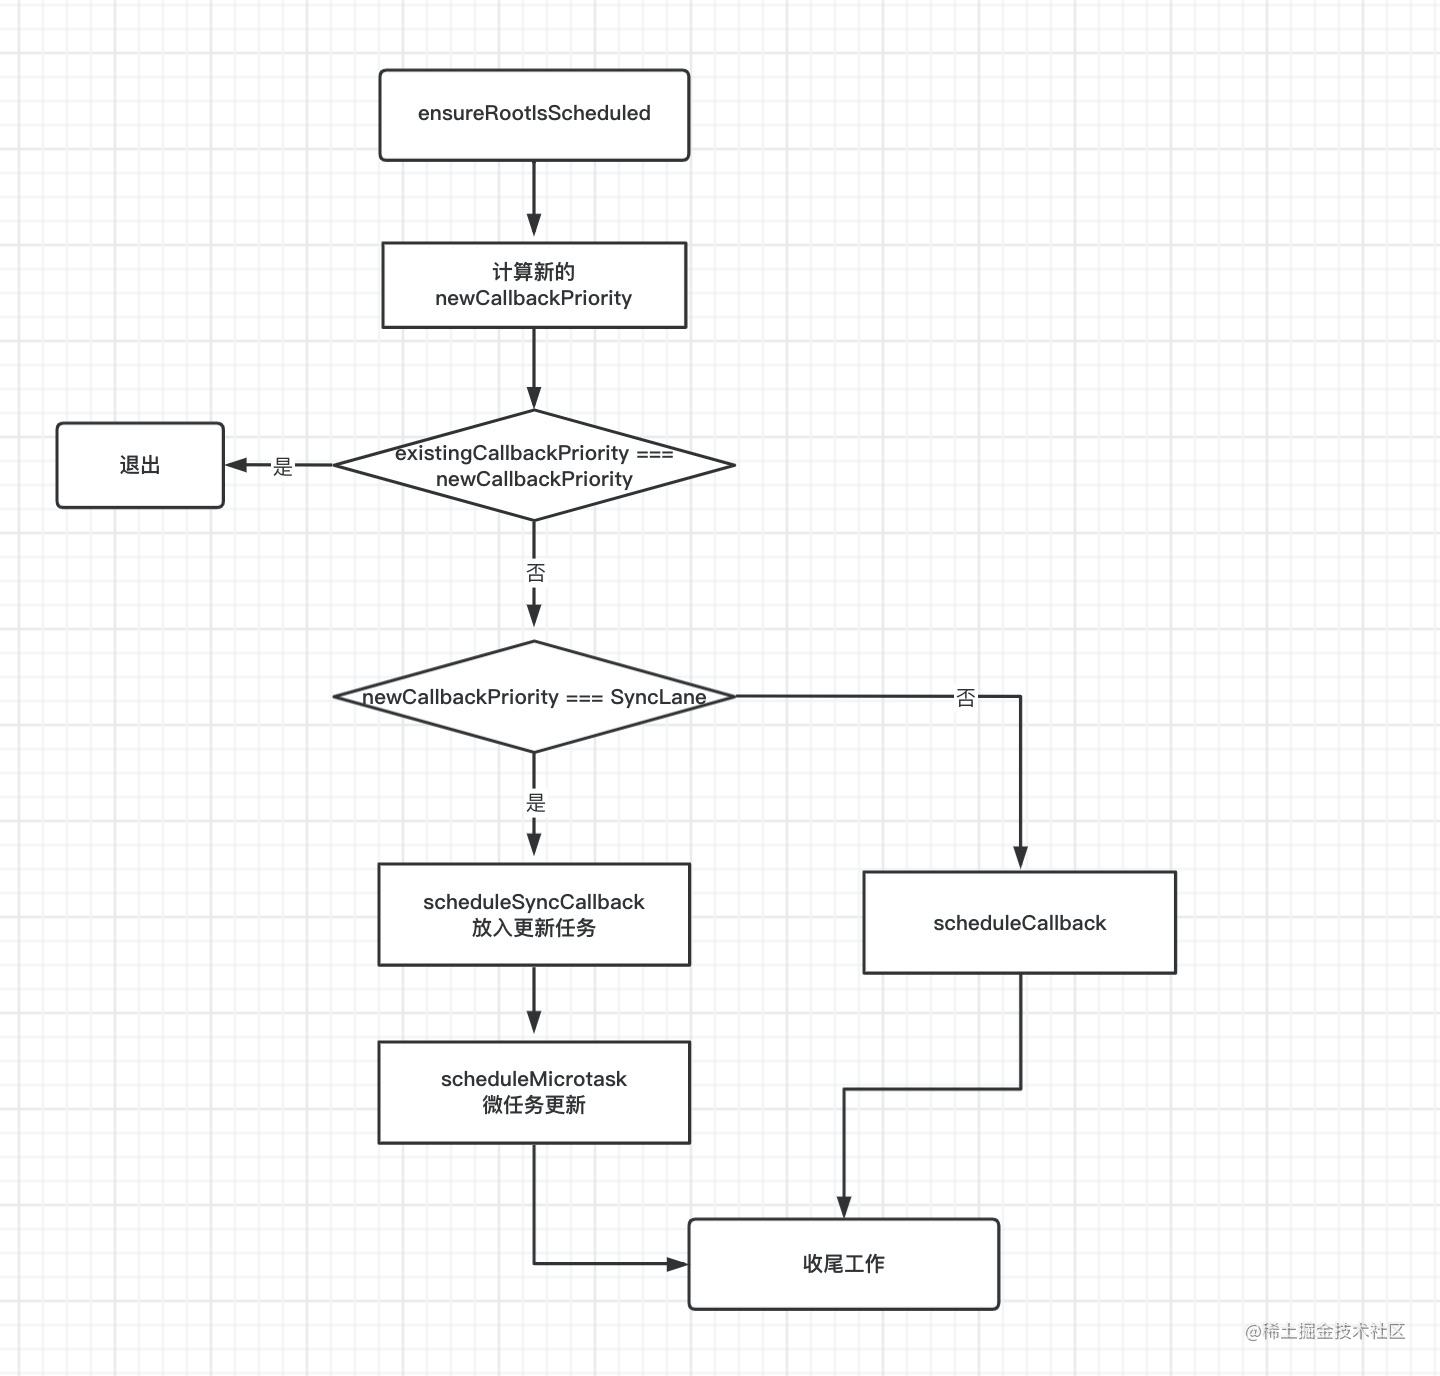 ensureRootIsScheduled
计算新的
newCallbackPriority
existingCallbackPriority ===
newCallbackPriority
是
退出
否
newCallbackPriority === SyncLane
否
是
scheduleSyncCallback
放入更新任务
scheduleCallback
scheduleMicrotask
微任务更新
收尾工作
@稀土掘金技术社区